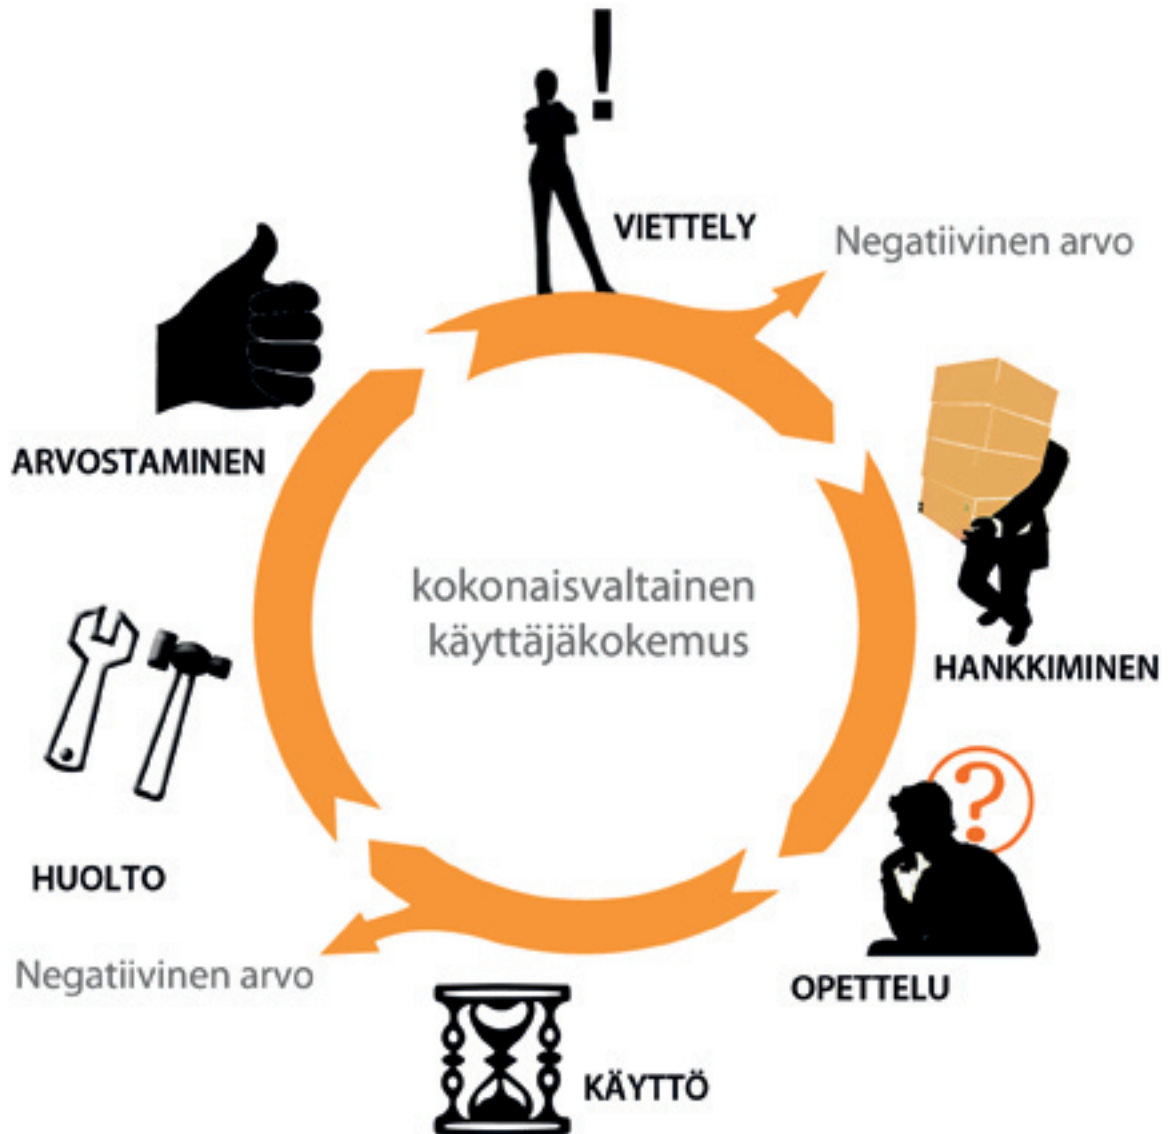 !
VIETTELY
Negatiivinen arvo
ARVOSTAMINEN
kokonaisvaltainen
käyttäjäkokemus
HANKKIMINEN
?
HUOLTO
OPETTELU
Negatiivinen arvo
KÄYTTÖ